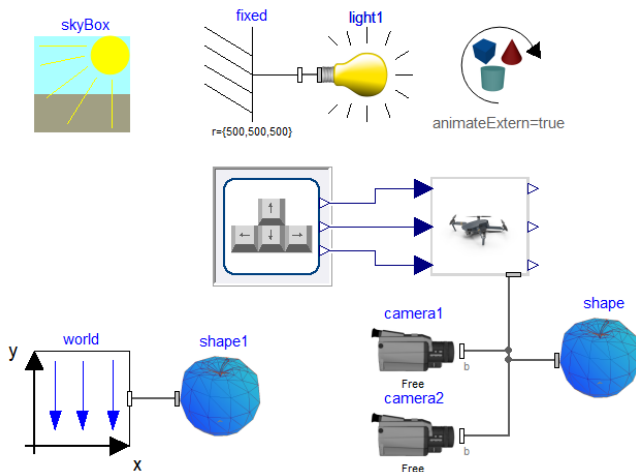 skyBox
fixed
light1
r={500,500,500}
animateExtern=true
world
y
x
shape1
camera1
b
Free
camera2
b
Free
shape